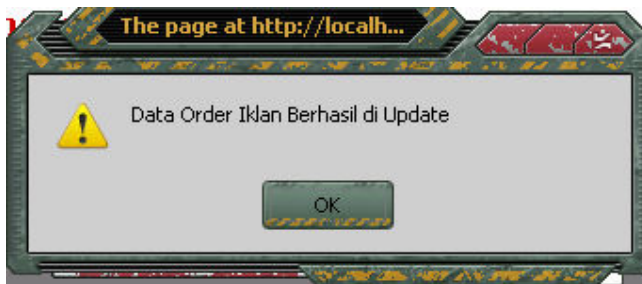 The page at http://localh...
Data Order Iklan Berhasil di Update
OK